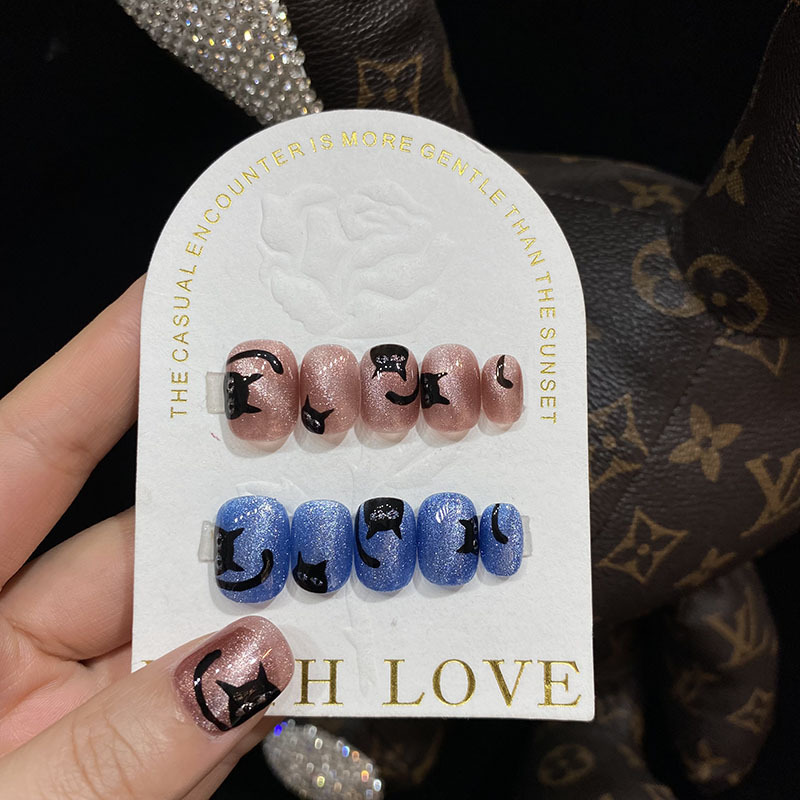 THE CASUAL ENCOUNTER IS MORE GENTLE THAN THE SUNSET
LOVE